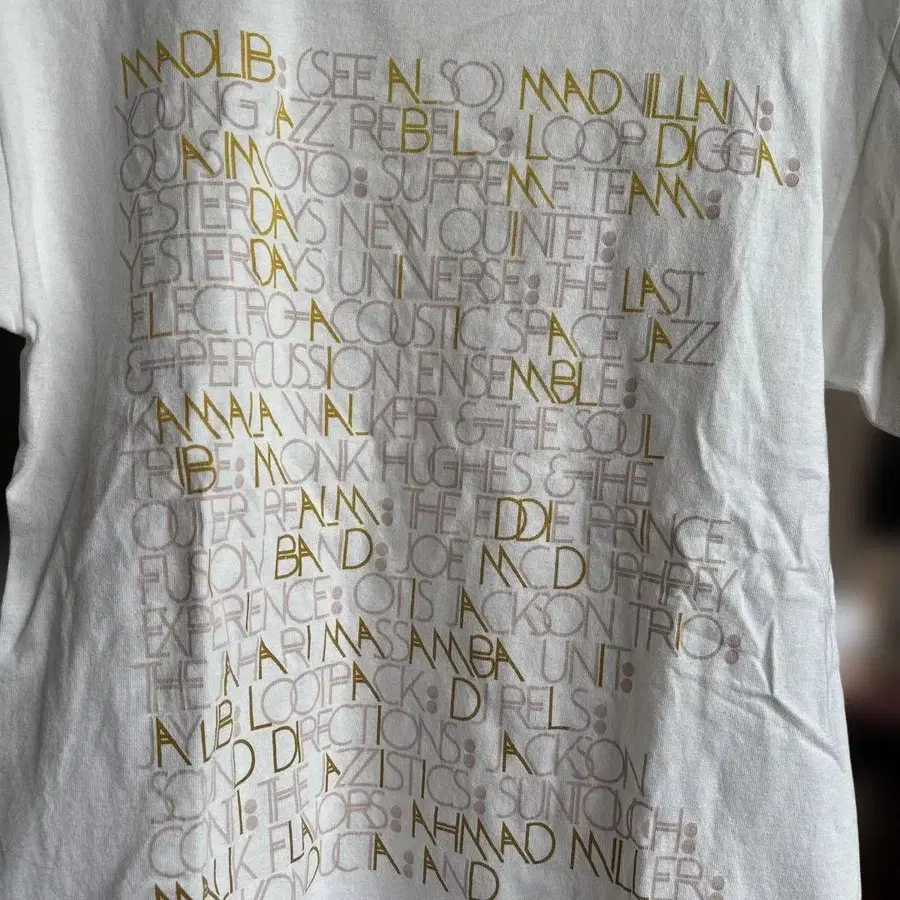 MADLIB: (SEE ALSO) MADVILLAIN:
YOUNG JAZZ REBELS: LOOP DIGGA:
QUASIMOTO: SUPREME TEAM:
YESTERDAYS NEW QUINTET:
YESTERDAYS UNIVERSE: THE LAST
ELECTRO-ACOUSTIC SPACE JAZZ
& PERCUSSION ENSEMBLE:
KAMALA WALKER & THE SOUL
TRIBE: MONK HUGHES & THE
OUTER REALM: THE EDDIE PRINCE
FUSION BAND: JOE MCDUPHREY
EXPERIENCE: OTIS JACKSON TRIO:
THE JAHARI MASSAMBA UNIT:
JAYLIB: LOOTPACK: DJ RELS:
SOUND DIRECTIONS: JACKSON
CONTI: THE JAZZISTICS: SUNTOUCH:
MALIK FLAVORS: AHMAD MILLER:
KONDUCTA: AND